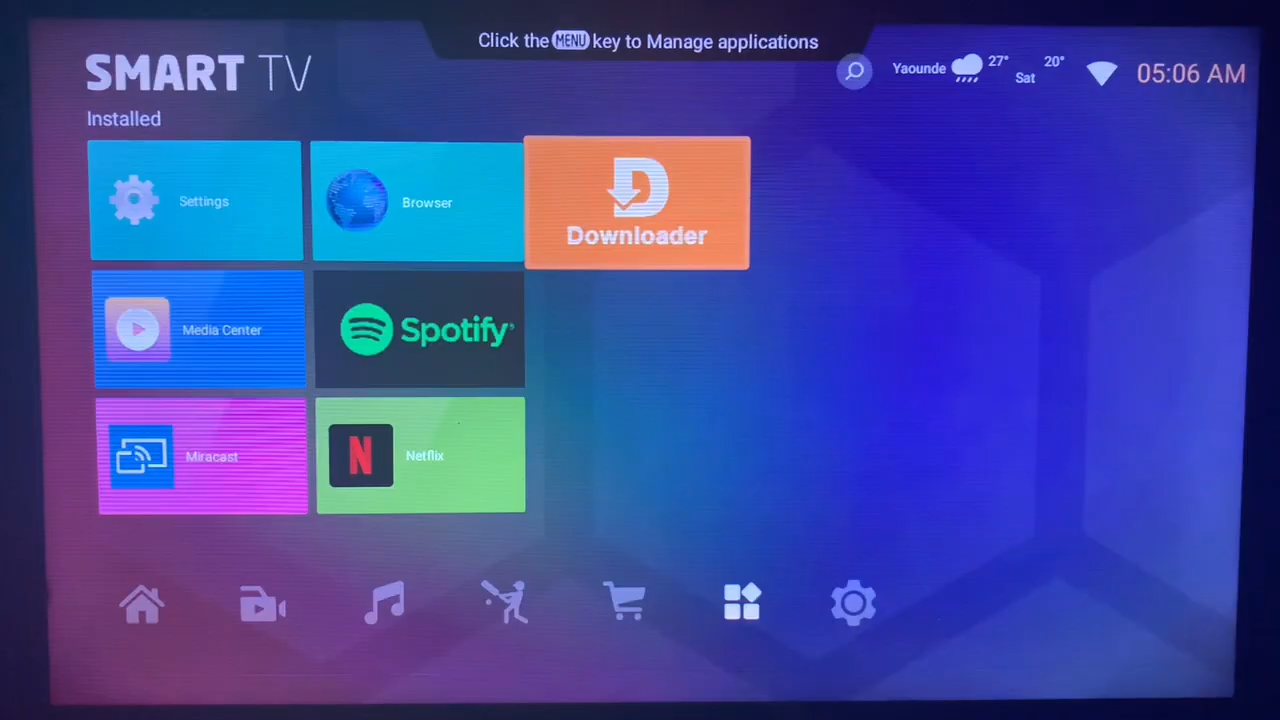 Click the MENU key to Manage applications
SMART TV
Yaounde 27° Sat 20° 05:06 AM
Installed
Settings
Browser
Downloader
Media Center
Spotify®
Miracast
N Netflix